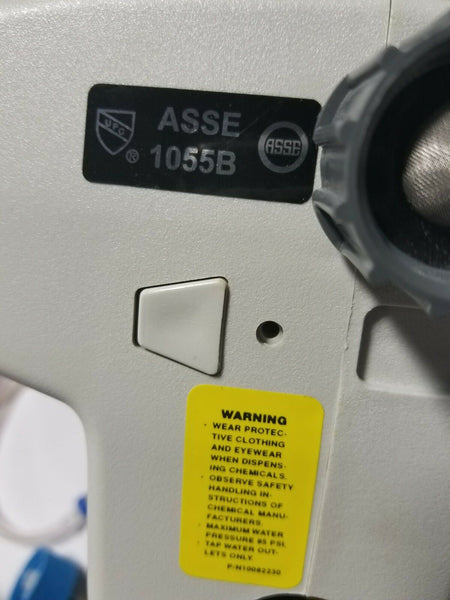 UPC
®
ASSE
1055B
ASSE
WARNING
· WEAR PROTEC-
TIVE CLOTHING
AND EYEWEAR
WHEN DISPENS-
ING CHEMICALS.
· OBSERVE SAFETY
HANDLING IN-
STRUCTIONS OF
CHEMICAL MANU-
FACTURERS.
· MAXIMUM WATER
PRESSURE 85 PSI.
· TAP WATER OUT-
LETS ONLY.
P/N10082230